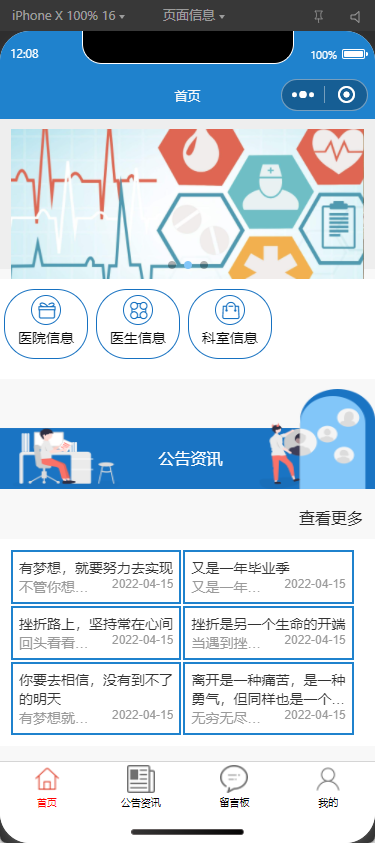 iPhone X 100% 16 页面信息
12:08 100%
首页
医院信息 医生信息 科室信息
公告资讯
查看更多
有梦想，就要努力去实现
不管你想... 2022-04-15
又是一年毕业季
又是一年... 2022-04-15
挫折路上，坚持常在心间
回头看看... 2022-04-15
挫折是另一个生命的开端
当遇到挫... 2022-04-15
你要去相信，没有到不了
的明天
有梦想就... 2022-04-15
离开是一种痛苦，是一种
勇气，但同样也是一个...
无穷无尽... 2022-04-15
首页 公告资讯 留言板 我的